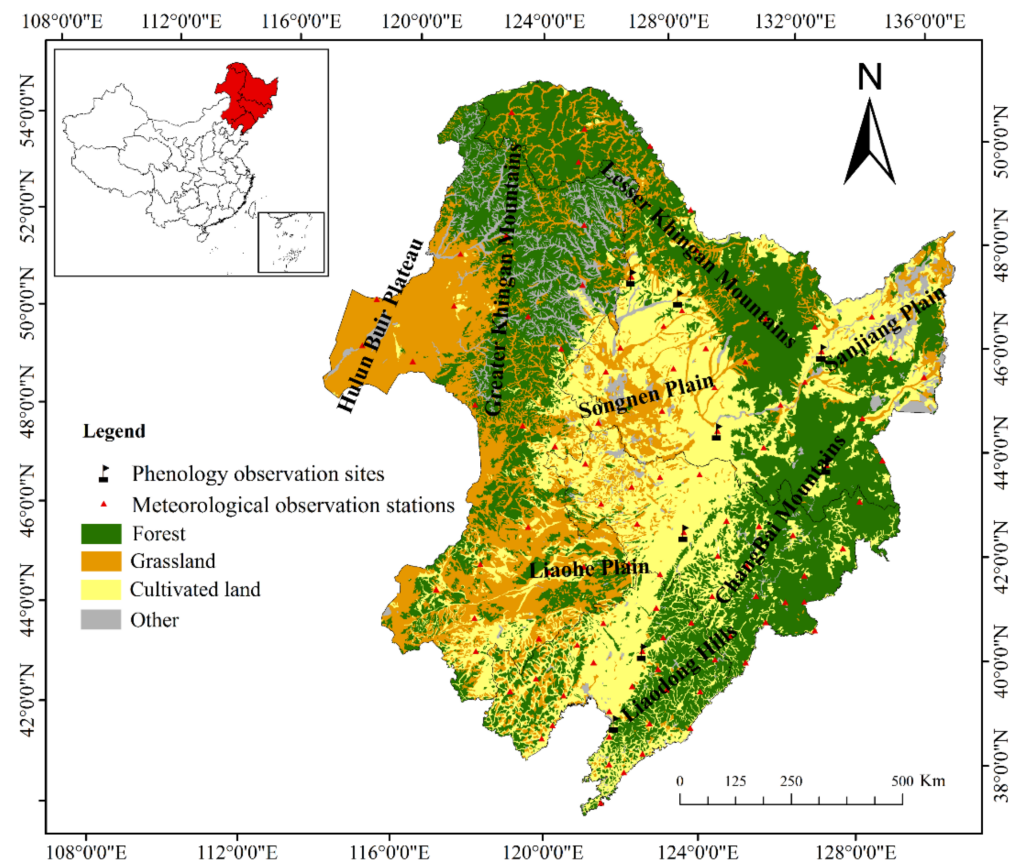 108°0'0"E 112°0'0"E 116°0'0"E 120°0'0"E 124°0'0"E 128°0'0"E 132°0'0"E 136°0'0"E
54°0'0"N
52°0'0"N
50°0'0"N
48°0'0"N
46°0'0"N
44°0'0"N
42°0'0"N
N
50°0'0"N
48°0'0"N
46°0'0"N
44°0'0"N
42°0'0"N
40°0'0"N
38°0'0"N
Hulun Buir Plateau
Greater Khingan Mountains
Lesser Khingan Mountains
Sanjiang Plain
Songnen Plain
ChangBai Mountains
Liaohe Plain
Liaodong Hills
Legend
Phenology observation sites
Meteorological observation stations
Forest
Grassland
Cultivated land
Other
0 125 250 500 Km
108°0'0"E 112°0'0"E 116°0'0"E 120°0'0"E 124°0'0"E 128°0'0"E